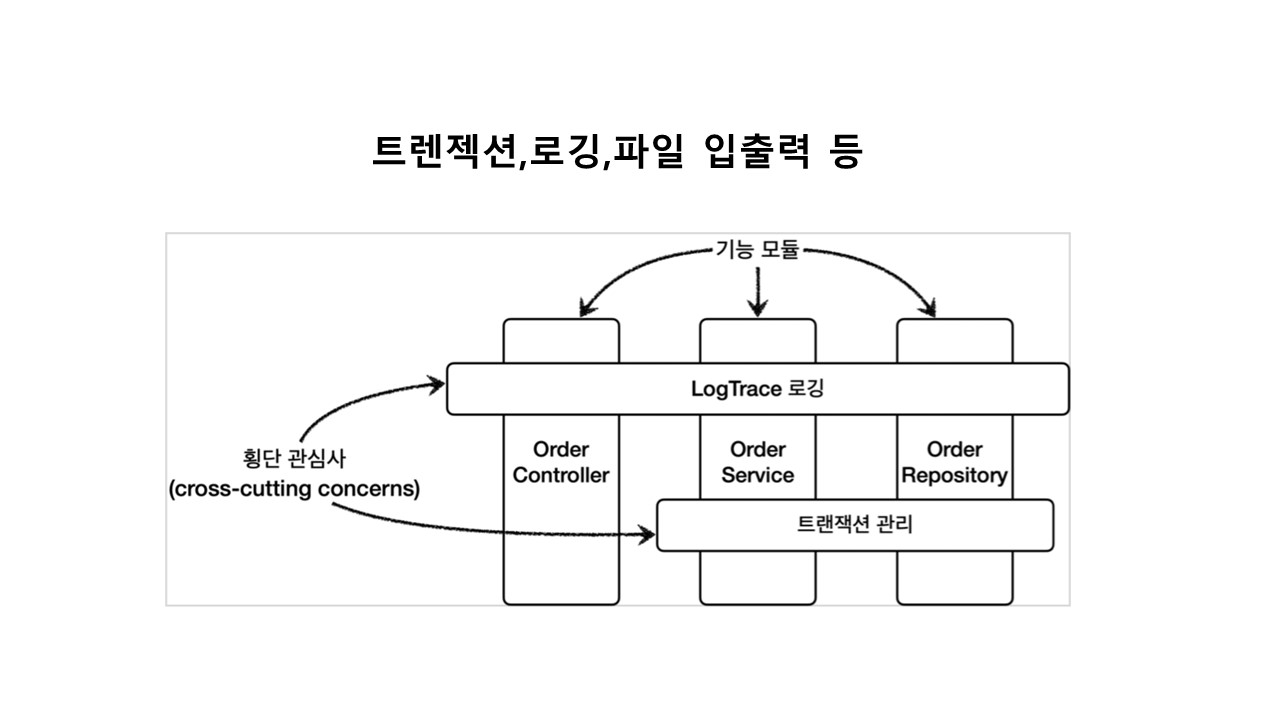 트렌젝션,로깅,파일 입출력 등
기능 모듈
LogTrace 로깅
횡단 관심사
(cross-cutting concerns)
Order
Controller
Order
Service
Order
Repository
트랜잭션 관리